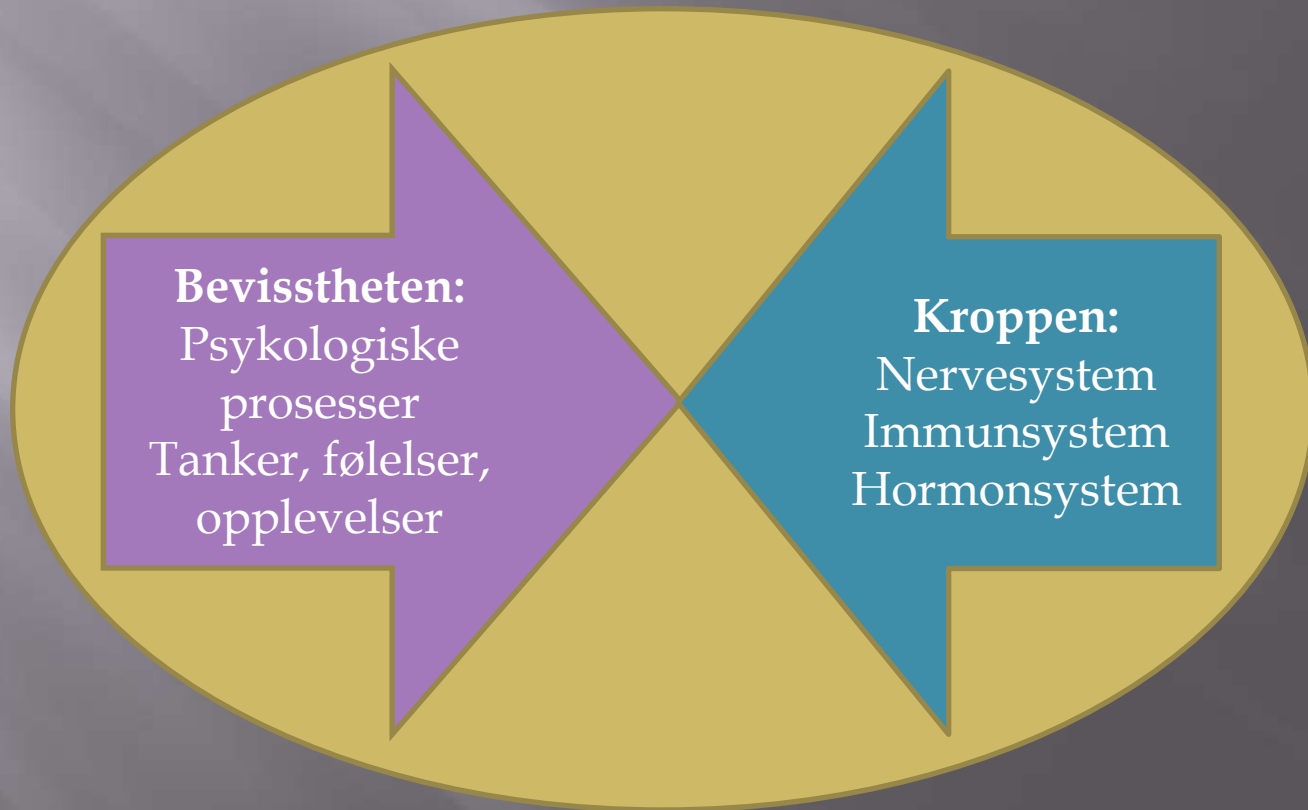 Bevisstheten:
Psykologiske
prosesser
Tanker, følelser,
opplevelser
Kroppen:
Nervesystem
Immunsystem
Hormonsystem